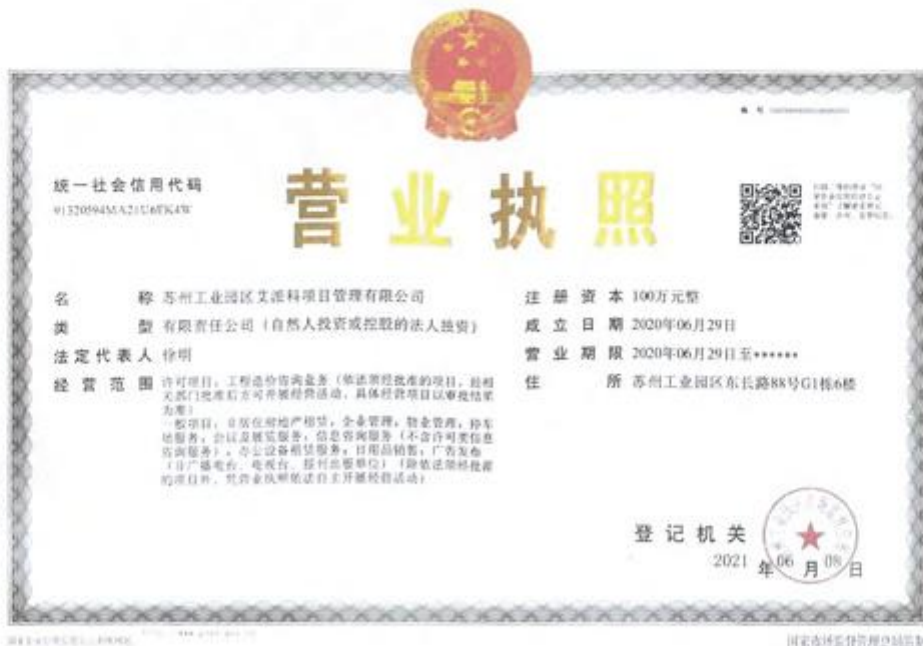 编 号
统一社会信用代码
91320594MA21U6FK4W
营业执照
名 称 苏州工业园区艾派科项目管理有限公司
类 型 有限责任公司（自然人投资或控股的法人独资）
法定代表人 徐明
经营范围 许可项目：工程造价咨询业务（依法须经批准的项目，经相
关部门批准后方可开展经营活动，具体经营项目以审批结果
为准）
一般项目：非居住房地产租赁；企业管理；物业管理；停车
场服务；会议及展览服务；信息咨询服务（不含许可类信息
咨询服务）；办公设备租赁服务；日用品销售；广告发布
（非广播电台、电视台、报刊出版单位）（除依法须经批准
的项目外，凭营业执照依法自主开展经营活动）
注册资本 100万元整
成立日期 2020年06月29日
营业期限 2020年06月29日至******
住 所 苏州工业园区东长路88号G1栋6楼
登记机关
2021 年 06 月 08 日
国家市场监督管理总局监制